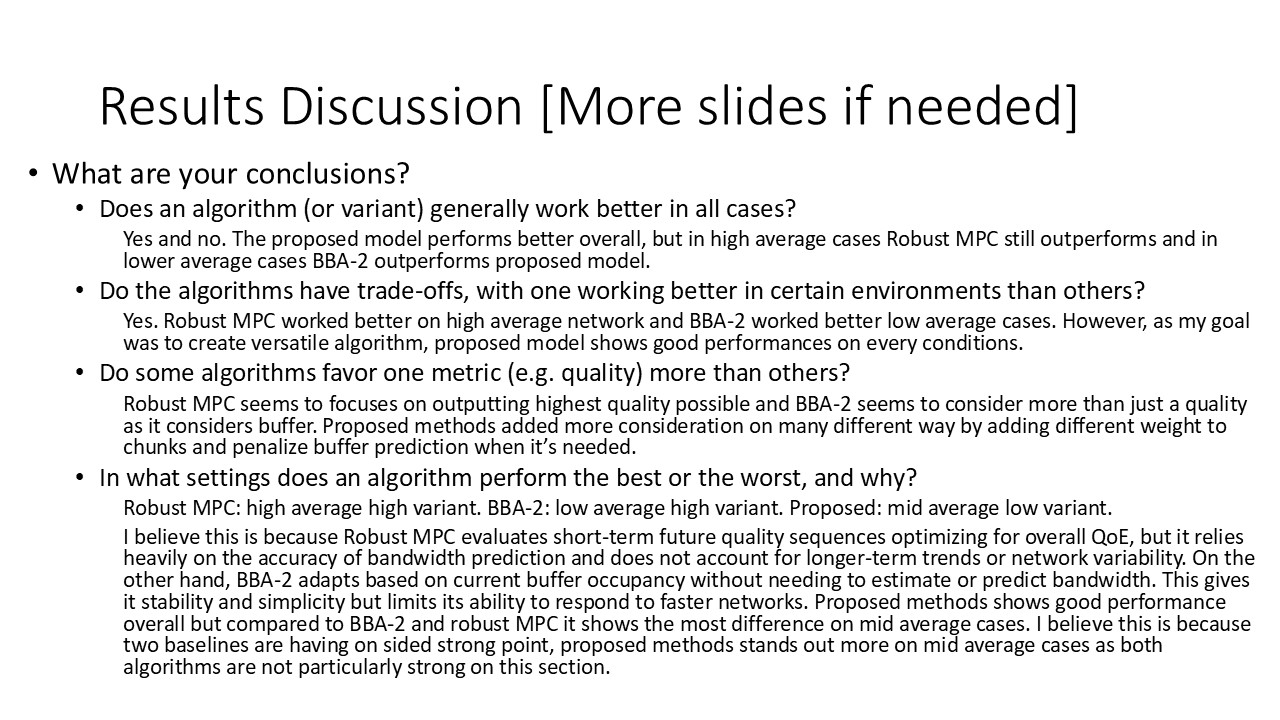 Results Discussion [More slides if needed]
• What are your conclusions?
• Does an algorithm (or variant) generally work better in all cases?
Yes and no. The proposed model performs better overall, but in high average cases Robust MPC still outperforms and in
lower average cases BBA-2 outperforms proposed model.
• Do the algorithms have trade-offs, with one working better in certain environments than others?
Yes. Robust MPC worked better on high average network and BBA-2 worked better low average cases. However, as my goal
was to create versatile algorithm, proposed model shows good performances on every conditions.
• Do some algorithms favor one metric (e.g. quality) more than others?
Robust MPC seems to focuses on outputting highest quality possible and BBA-2 seems to consider more than just a quality
as it considers buffer. Proposed methods added more consideration on many different way by adding different weight to
chunks and penalize buffer prediction when it’s needed.
• In what settings does an algorithm perform the best or the worst, and why?
Robust MPC: high average high variant. BBA-2: low average high variant. Proposed: mid average low variant.
I believe this is because Robust MPC evaluates short-term future quality sequences optimizing for overall QoE, but it relies
heavily on the accuracy of bandwidth prediction and does not account for longer-term trends or network variability. On the
other hand, BBA-2 adapts based on current buffer occupancy without needing to estimate or predict bandwidth. This gives
it stability and simplicity but limits its ability to respond to faster networks. Proposed methods shows good performance
overall but compared to BBA-2 and robust MPC it shows the most difference on mid average cases. I believe this is because
two baselines are having on sided strong point, proposed methods stands out more on mid average cases as both
algorithms are not particularly strong on this section.